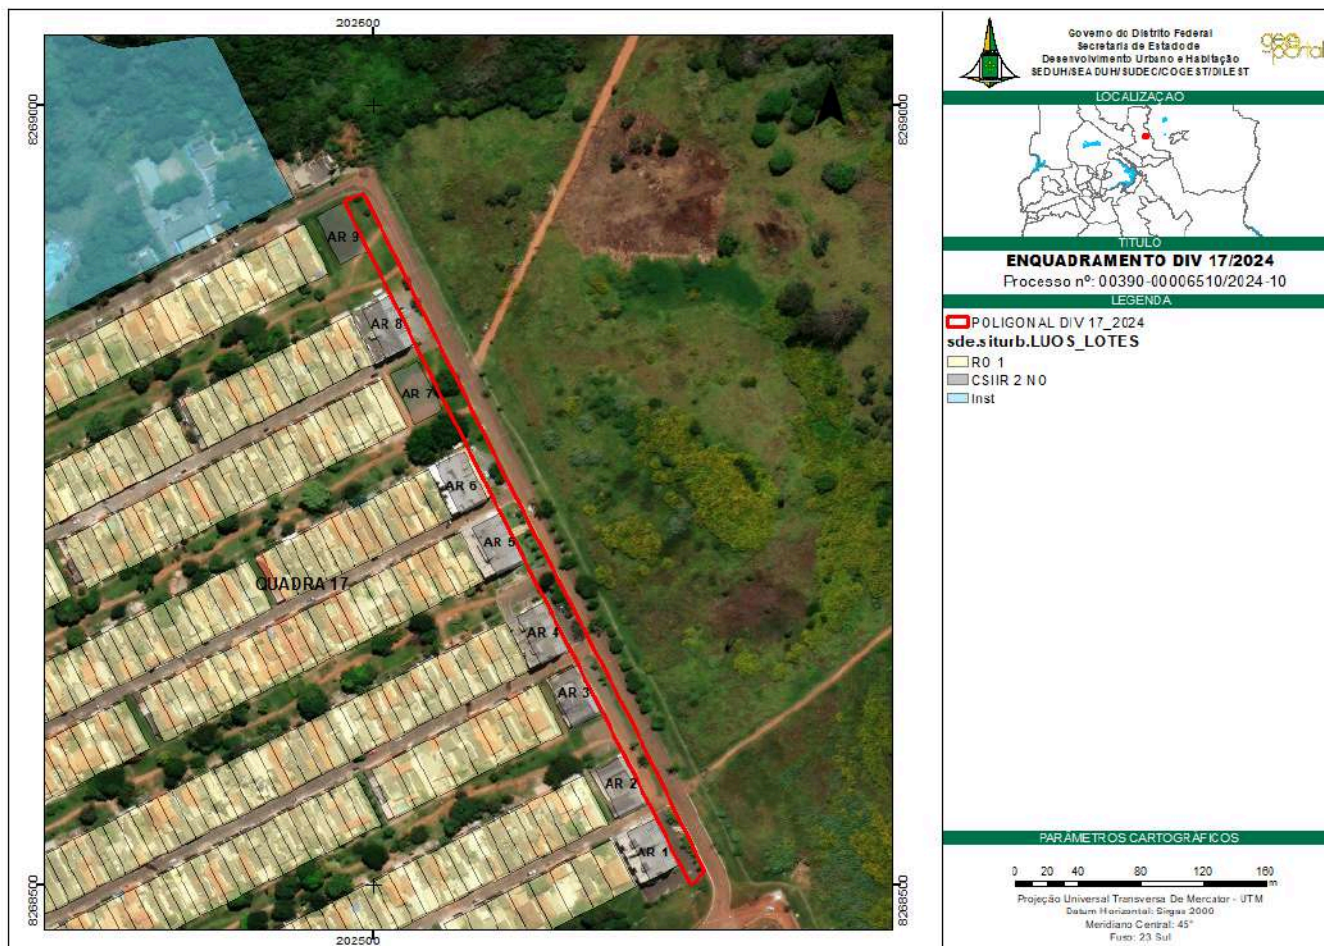 202500
8269000
8269000
AR 9
AR 8
AR 7
AR 6
AR 5
QUADRA 17
AR 4
AR 3
AR 2
AR 1
8268500
8268500
202500
Governo do Distrito Federal
Secretaria de Estado de
Desenvolvimento Urbano e Habitação
SEDUH/SEADUH/SUDEC/COGEST/DILEST
geo
portal
LOCALIZAÇÃO
TÍTULO
ENQUADRAMENTO DIV 17/2024
Processo nº: 00390-00006510/2024-10
LEGENDA
POLIGONAL DIV 17_2024
sde.siturb.LUOS_LOTES
RO 1
CSIIR 2 NO
Inst
PARÂMETROS CARTOGRÁFICOS
0 20 40 80 120 160
m
Projeção Universal Transversa De Mercator - UTM
Datum Horizontal: Sirgas 2000
Meridiano Central: 45°
Fuso: 23 Sul